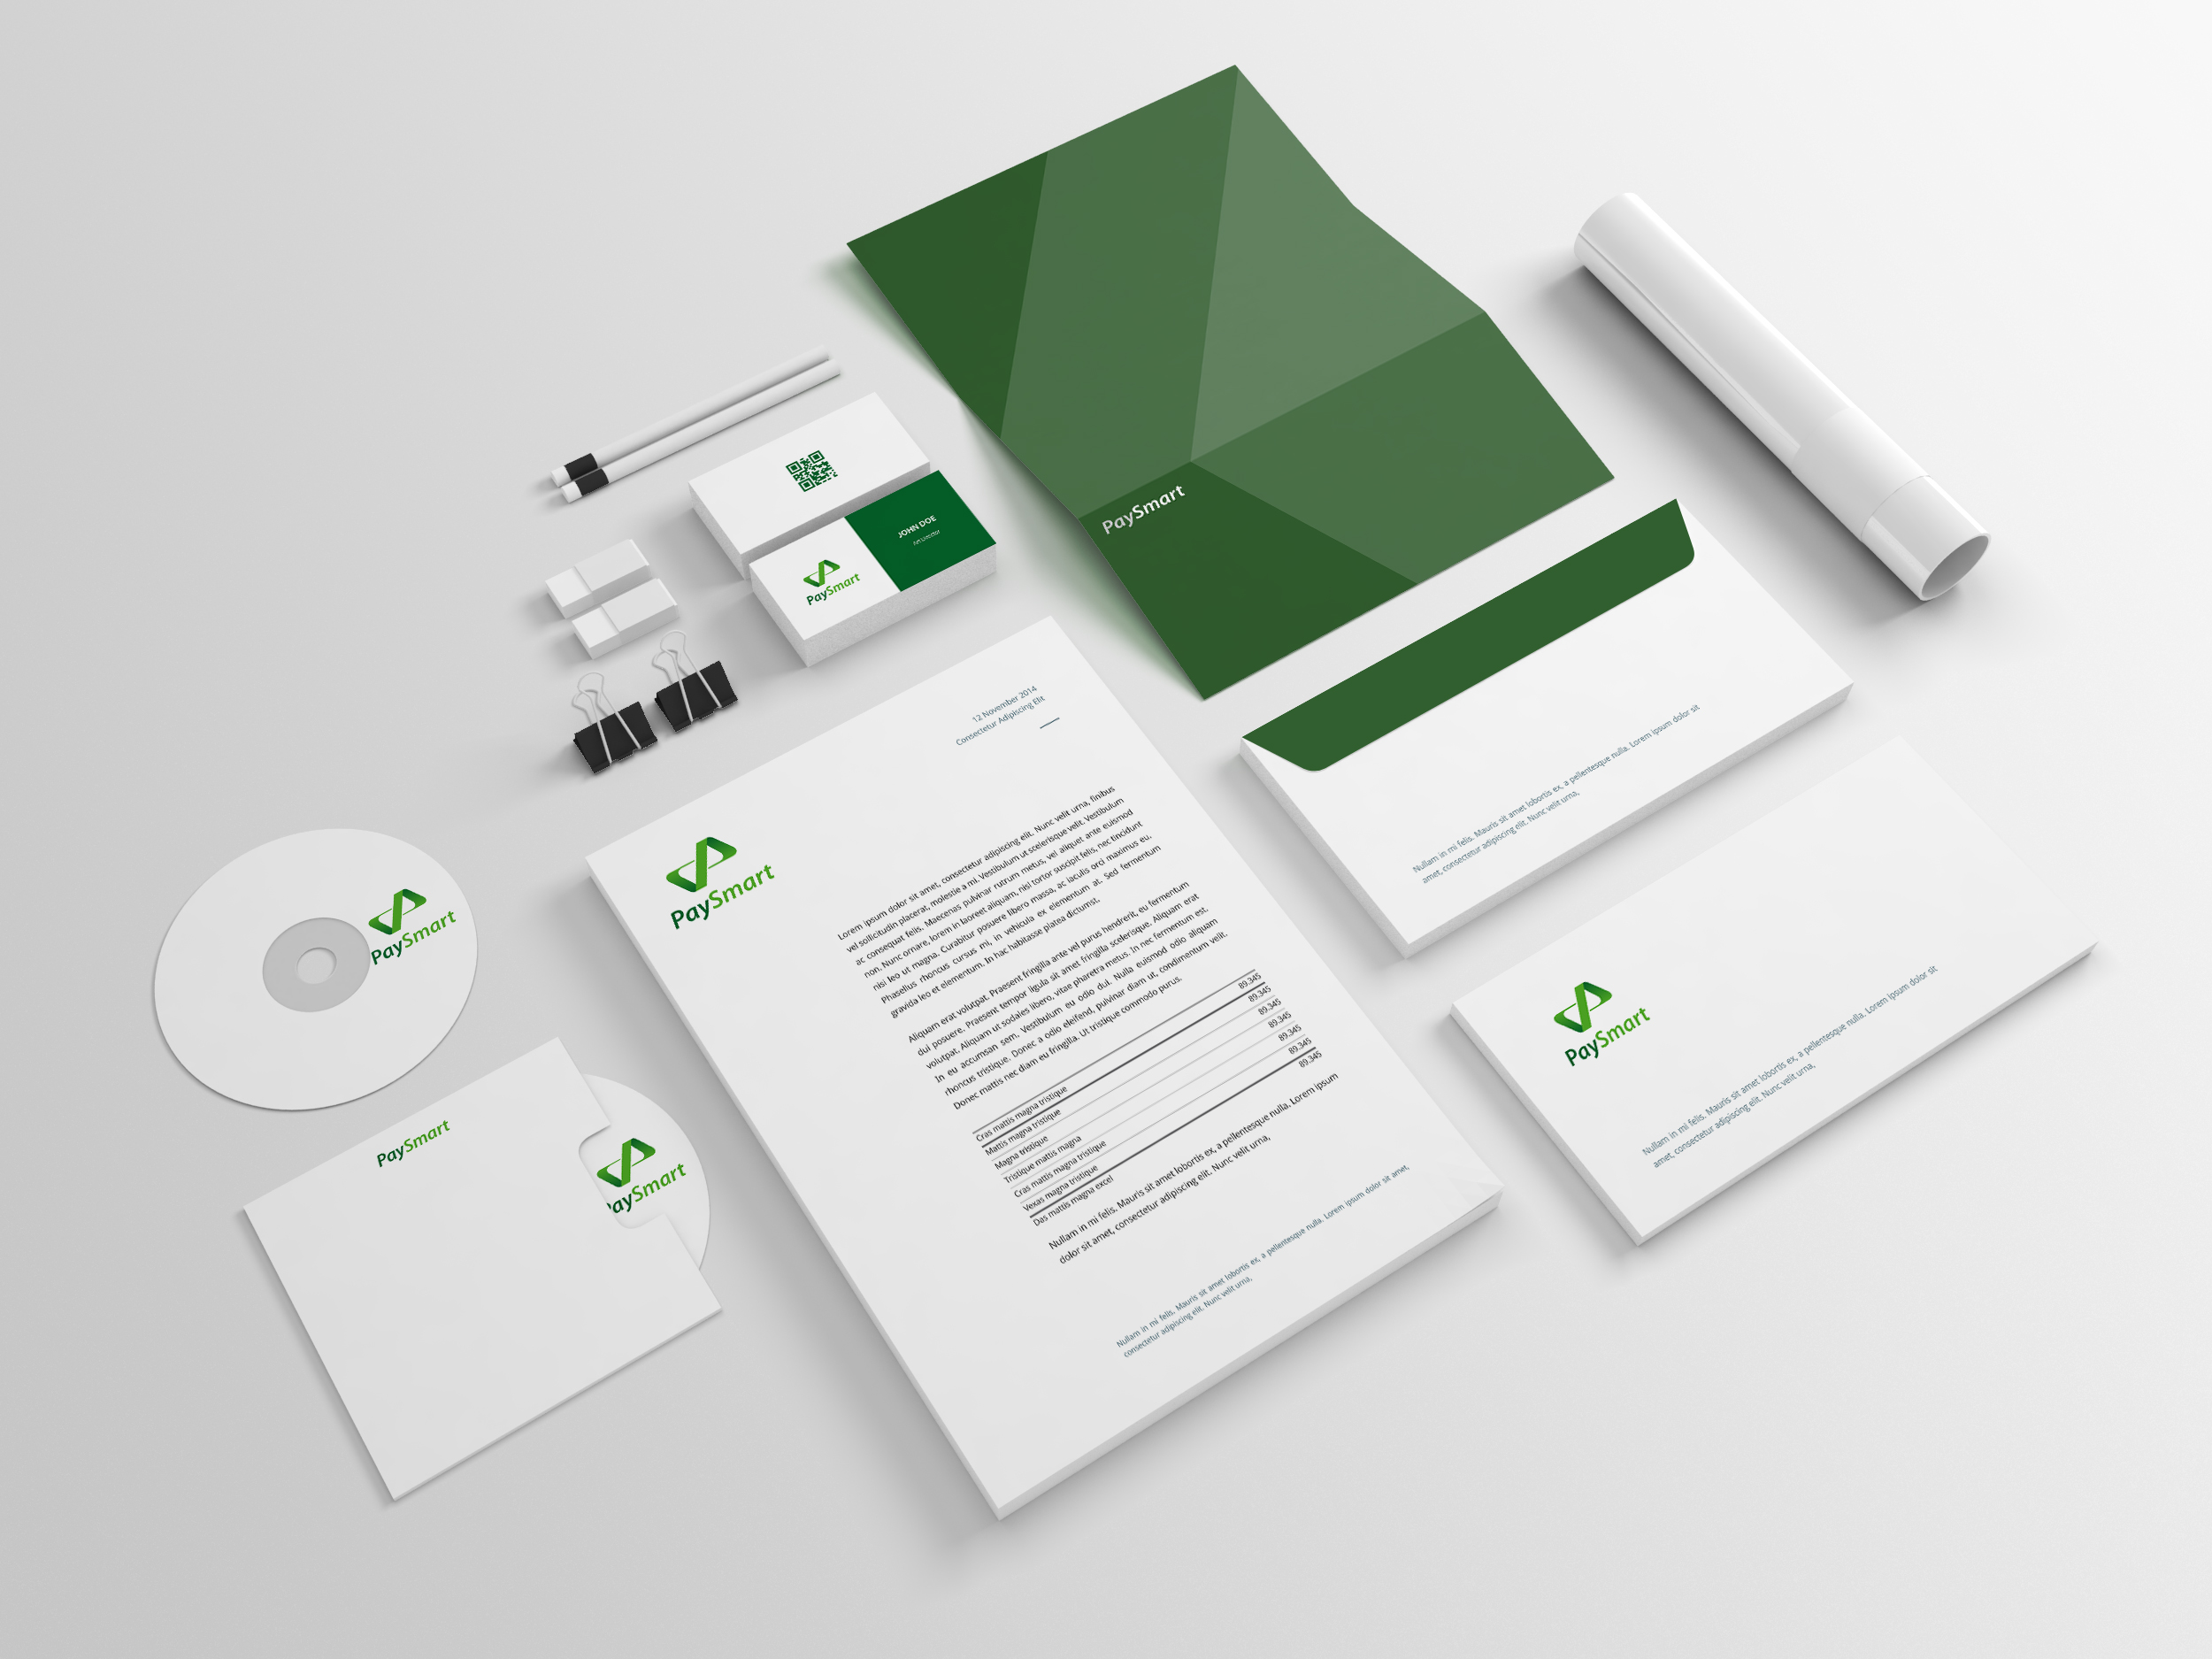 PaySmart
JOHN DOE
Art Director
PaySmart
12 November 2014
Consectetur Adipiscing Elit
PaySmart
Lorem ipsum dolor sit amet, consectetur adipiscing elit. Nunc velit urna, finibus
vel sollicitudin placerat, molestie a mi. Vestibulum ut scelerisque velit. Vestibulum
ac consequat felis. Maecenas pulvinar rutrum metus, vel aliquet ante euismod
non. Nunc ornare, lorem in laoreet aliquam, nisi tortor suscipit felis, nec tincidunt
nisi leo ut magna. Curabitur posuere libero massa, ac iaculis orci maximus eu.
Phasellus rhoncus cursus mi, in vehicula ex elementum at. Sed fermentum
gravida leo et elementum. In hac habitasse platea dictumst.
Aliquam erat volutpat. Praesent fringilla ante vel purus hendrerit, eu fermentum
dui posuere. Praesent tempor ligula sit amet fringilla scelerisque. Aliquam erat
volutpat. Aliquam ut sodales libero, vitae pharetra metus. In nec fermentum est.
In eu accumsan sem. Vestibulum eu odio dui. Nulla euismod odio aliquam
rhoncus tristique. Donec a odio eleifend, pulvinar diam ut, condimentum velit.
Donec mattis nec diam eu fringilla. Ut tristique commodo purus.
Cras mattis magna tristique 89.345
Mattis magna tristique 89.345
Magna tristique 89.345
Tristique mattis magna 89.345
Cras mattis magna tristique 89.345
Vexas magna tristique 89.345
Das mattis magna excel 89.345
Nullam in mi felis. Mauris sit amet lobortis ex, a pellentesque nulla. Lorem ipsum
dolor sit amet, consectetur adipiscing elit. Nunc velit urna,
Nullam in mi felis. Mauris sit amet lobortis ex, a pellentesque nulla. Lorem ipsum dolor sit amet,
consectetur adipiscing elit. Nunc velit urna,
Nullam in mi felis. Mauris sit amet lobortis ex, a pellentesque nulla. Lorem ipsum dolor sit
amet, consectetur adipiscing elit. Nunc velit urna,
PaySmart
Nullam in mi felis. Mauris sit amet lobortis ex, a pellentesque nulla. Lorem ipsum dolor sit
amet, consectetur adipiscing elit. Nunc velit urna,
PaySmart
PaySmart
aySmart